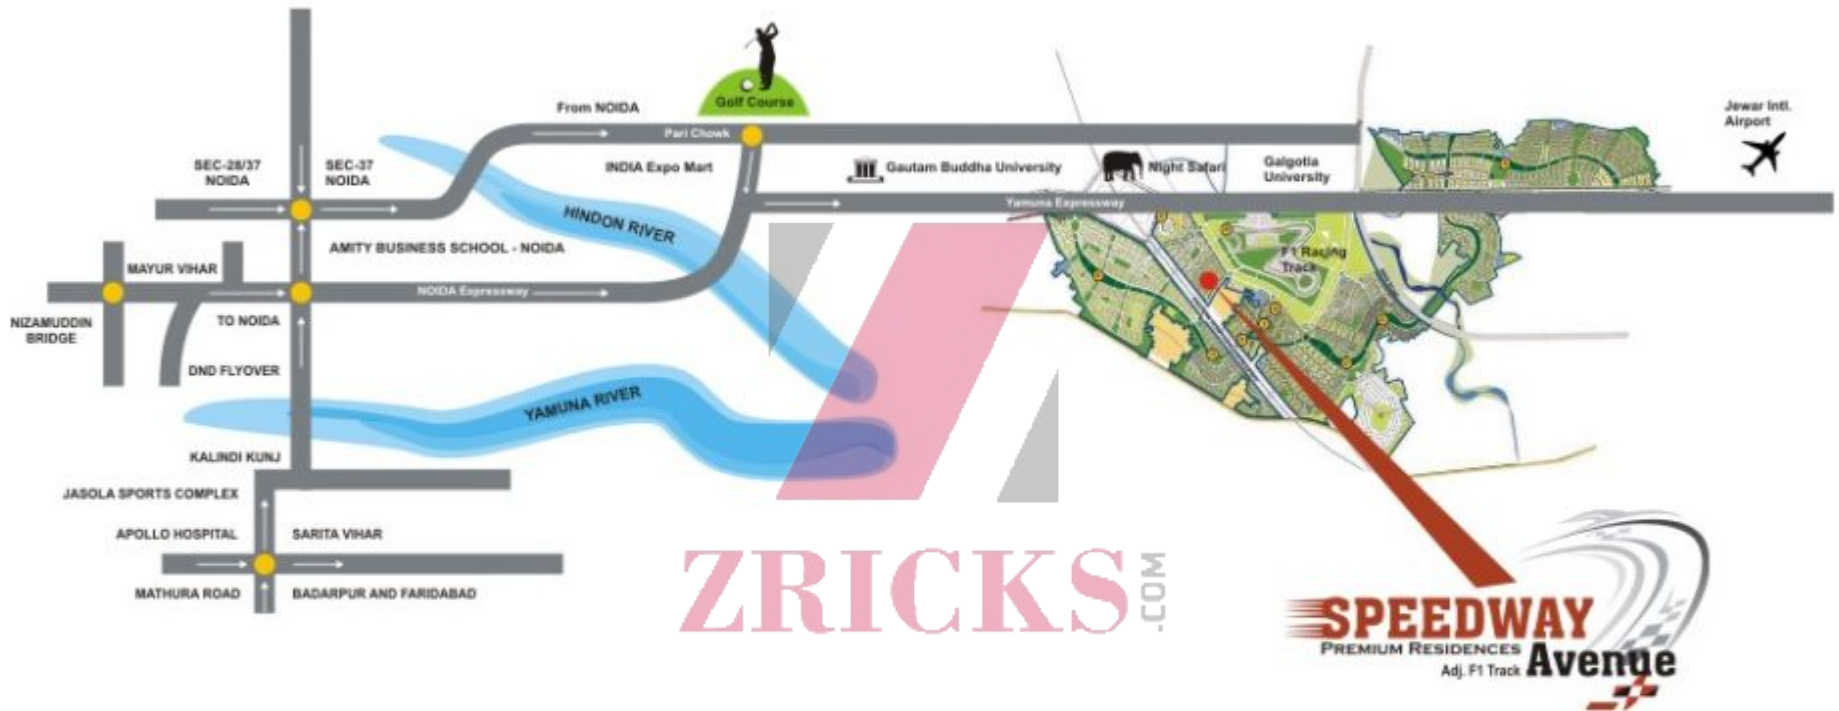 Golf Course
From NOIDA
Pari Chowk
Jewar Intl.
Airport
SEC-28/37
NOIDA
SEC-37
NOIDA
INDIA Expo Mart
Gautam Buddha University
Night Safari
Galgotia
University
Yamuna Expressway
HINDON RIVER
AMITY BUSINESS SCHOOL - NOIDA
F1 Racing
Track
MAYUR VIHAR
NOIDA Expressway
NIZAMUDDIN
BRIDGE
TO NOIDA
DND FLYOVER
YAMUNA RIVER
KALINDI KUNJ
JASOLA SPORTS COMPLEX
APOLLO HOSPITAL
SARITA VIHAR
MATHURA ROAD
BADARPUR AND FARIDABAD
ZRICKS.COM
SPEEDWAY
PREMIUM RESIDENCES
Avenue
Adj. F1 Track